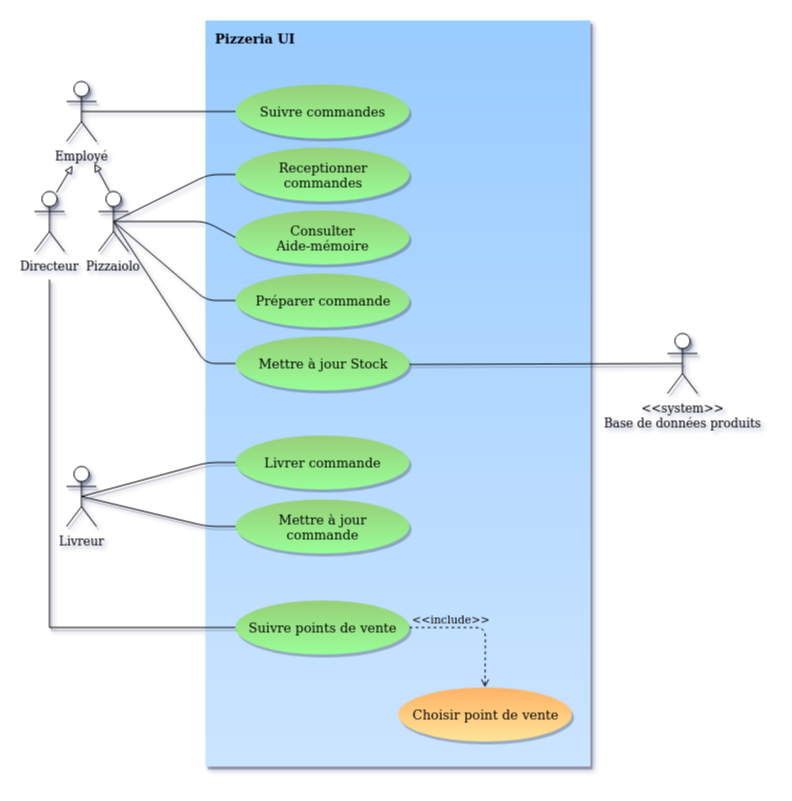 Pizzeria UI
Suivre commandes
Employé
Receptionner
commandes
Directeur
Pizzaiolo
Consulter
Aide-mémoire
Préparer commande
Mettre à jour Stock
<<system>>
Base de données produits
Livrer commande
Livreur
Mettre à jour
commande
Suivre points de vente
<<include>>
Choisir point de vente